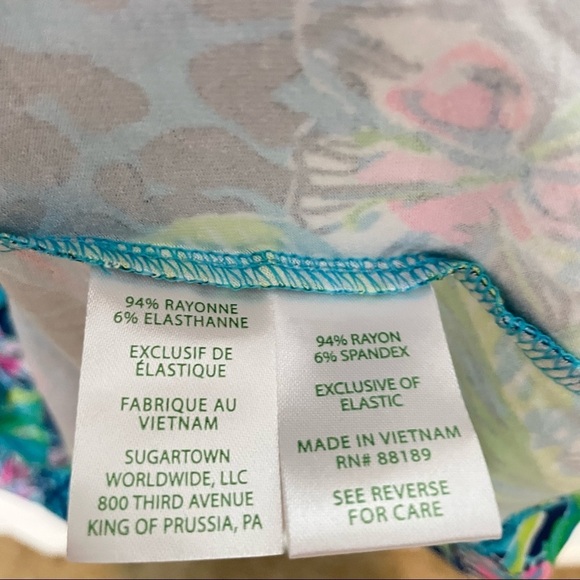 94% RAYONNE
6% ELASTHANNE
EXCLUSIF DE
ÉLASTIQUE
FABRIQUE AU
VIETNAM
SUGARTOWN
WORLDWIDE, LLC
800 THIRD AVENUE
KING OF PRUSSIA, PA
94% RAYON
6% SPANDEX
EXCLUSIVE OF
ELASTIC
MADE IN VIETNAM
RN# 88189
SEE REVERSE
FOR CARE